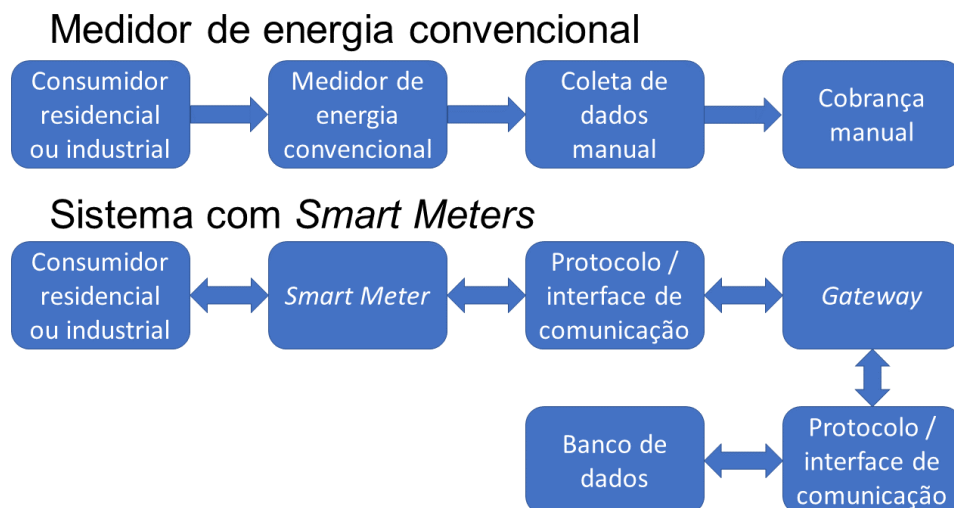 Medidor de energia convencional
Consumidor
residencial
ou industrial
Medidor de
energia
convencional
Coleta de
dados
manual
Cobrança
manual
Sistema com Smart Meters
Consumidor
residencial
ou industrial
Smart Meter
Protocolo /
interface de
comunicação
Gateway
Banco de
dados
Protocolo /
interface de
comunicação